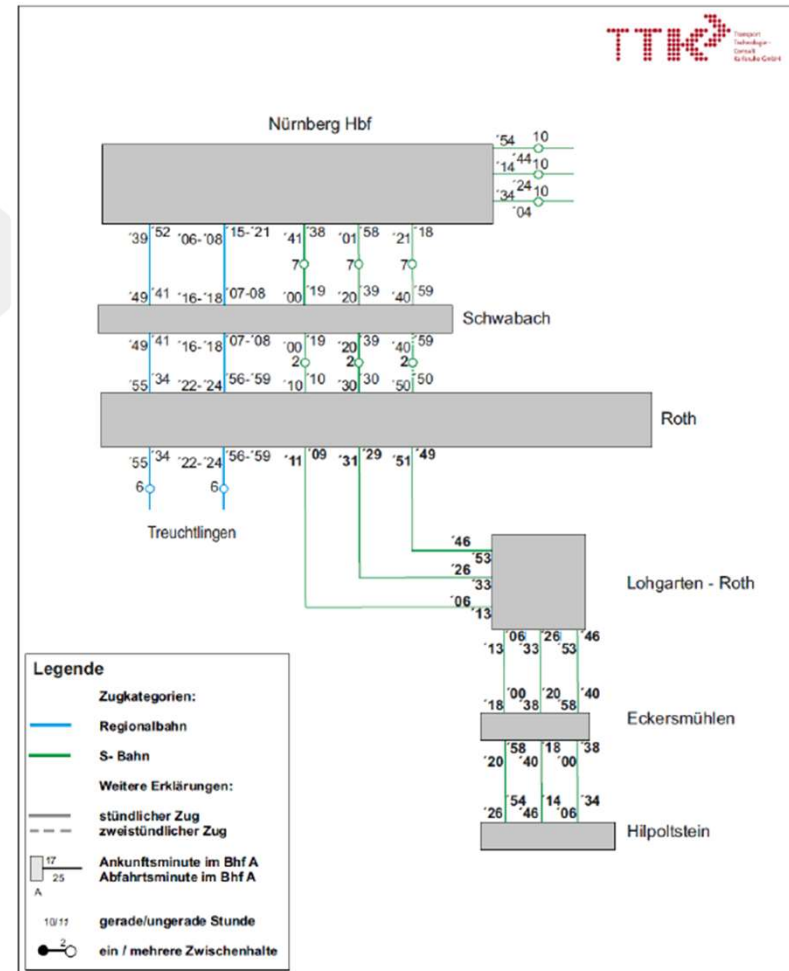 TTK
Transport
Technologie-
Consult
Karlsruhe GmbH
Nürnberg Hbf
´54 10
´44
´14 10
´24
´34 10
´04
´39 ´52 ´06-´08 ´15-´21 ´41 ´38 ´01 ´58 ´21 ´18
7 7 7
´49 ´41 ´16-´18 ´07-08 ´00 ´19 ´20 ´39 ´40 ´59
Schwabach
´49 ´41 ´16-´18 ´07-´08 ´00 ´19 ´20 ´39 ´40 ´59
2 2 2
´55 ´34 ´22-´24 ´56-´59 ´10 ´10 ´30 ´30 ´50 ´50
Roth
´55 ´34 ´22-´24 ´56-´59 ´11 ´09 ´31 ´29 ´51 ´49
6 6
Treuchtlingen
´46
´53
´26
´33
´06
´13
Lohgarten - Roth
´13 ´06 ´33 ´26 ´53 ´46
´18 ´00 ´38 ´20 ´58 ´40
Eckersmühlen
´20 ´58 ´40 ´18 ´00 ´38
´26 ´54 ´46 ´14 ´06 ´34
Hilpoltstein
Legende
Zugkategorien:
Regionalbahn
S- Bahn
Weitere Erklärungen:
stündlicher Zug
zweistündlicher Zug
17 Ankunftsminute im Bhf A
25 Abfahrtsminute im Bhf A
A
10/11 gerade/ungerade Stunde
2 ein / mehrere Zwischenhalte